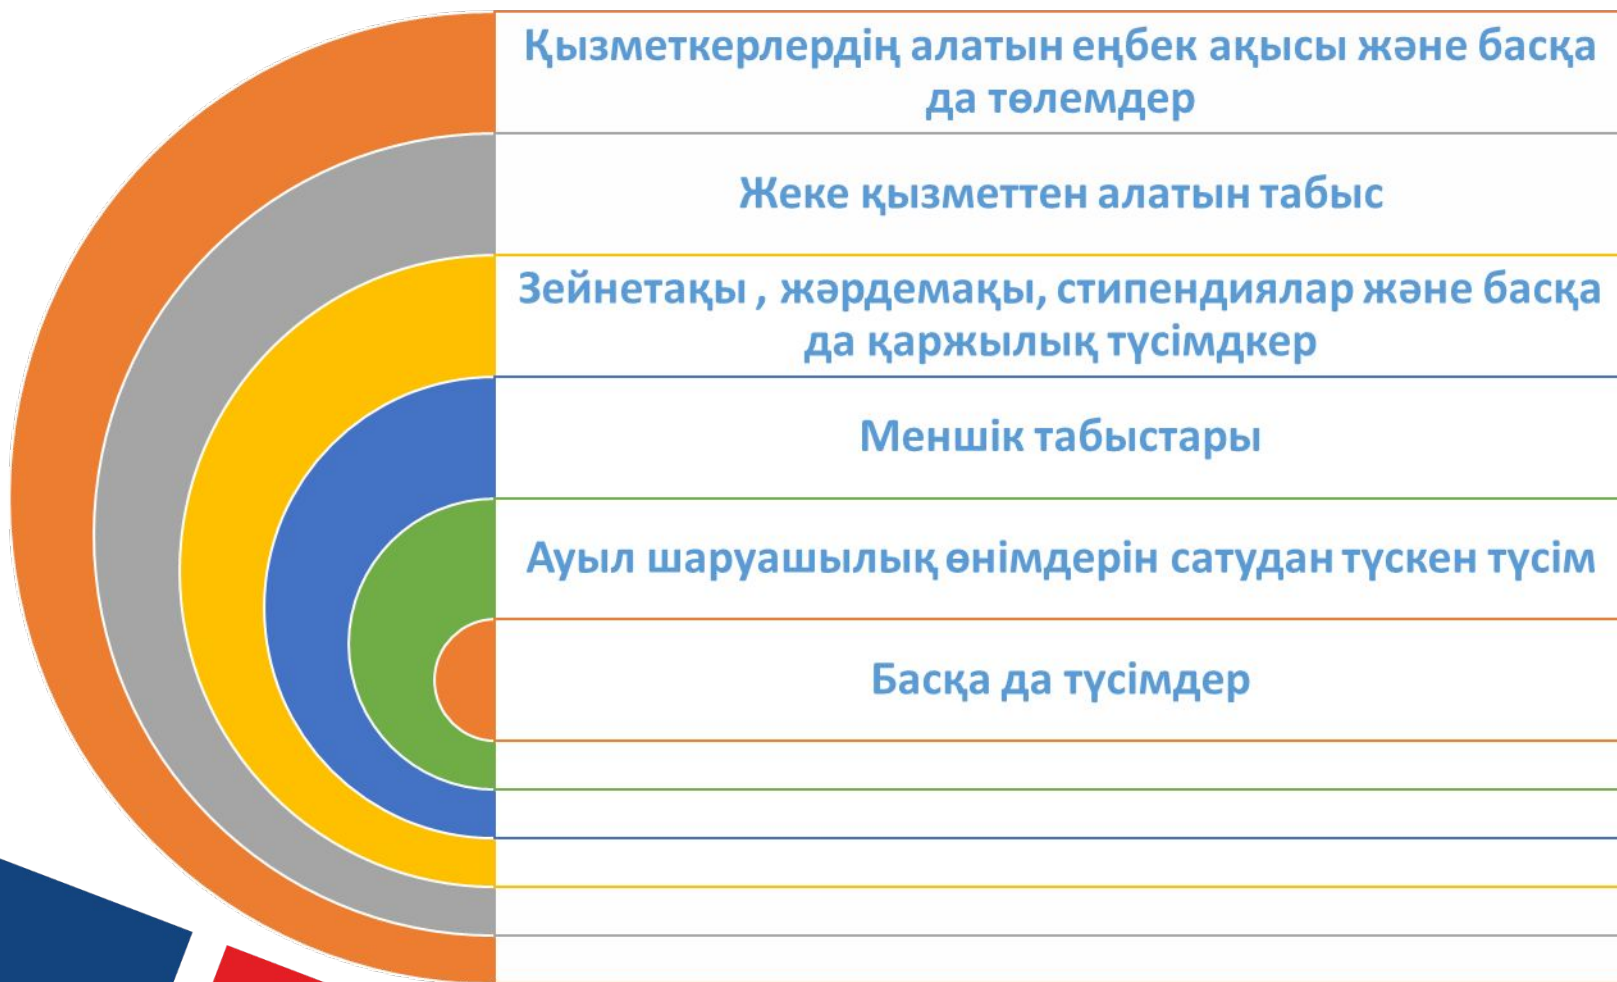 Қызметкерлердің алатын еңбек ақысы және басқа
да төлемдер
Жеке қызметтен алатын табыс
Зейнетақы , жәрдемақы, стипендиялар және басқа
да қаржылық түсімдкер
Меншік табыстары
Ауыл шаруашылық өнімдерін сатудан түскен түсім
Басқа да түсімдер